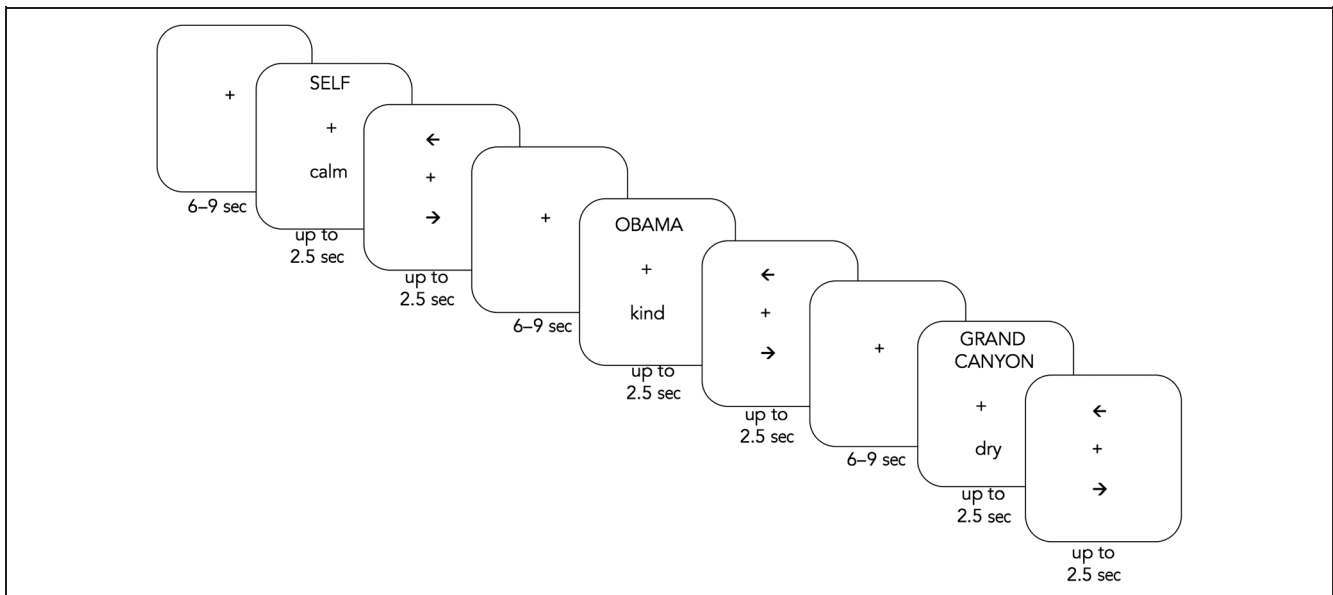 +
6–9 sec
SELF
+
calm
up to
2.5 sec
←
+
→
up to
2.5 sec
+
6–9 sec
OBAMA
+
kind
up to
2.5 sec
←
+
→
up to
2.5 sec
+
6–9 sec
GRAND
CANYON
+
dry
up to
2.5 sec
←
+
→
up to
2.5 sec